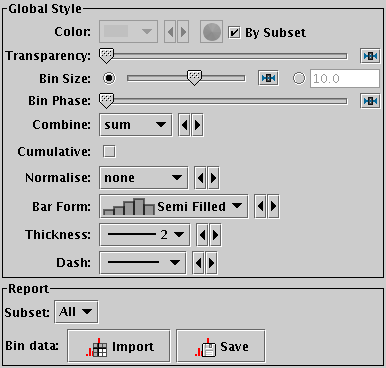 Global Style
Color: By Subset
Transparency:
Bin Size: 10.0
Bin Phase:
Combine: sum
Cumulative:
Normalise: none
Bar Form: Semi Filled
Thickness: 2
Dash:
Report
Subset: All
Bin data: Import Save